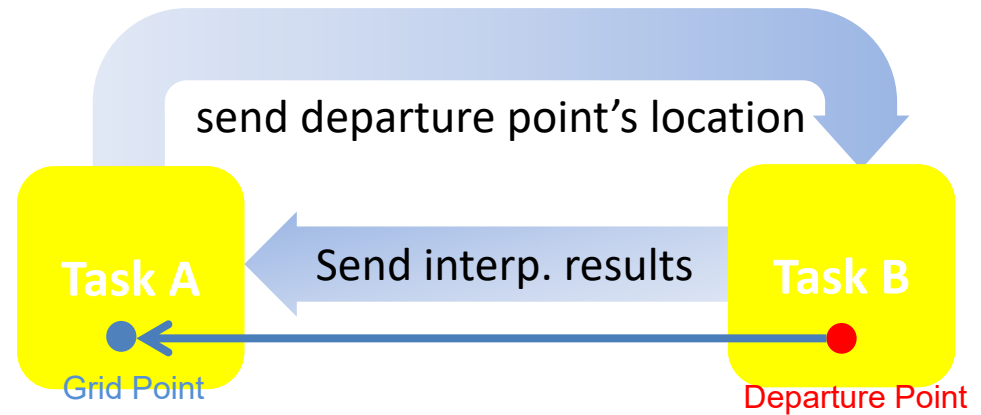 send departure point’s location
Task A
Send interp. results
Task B
Grid Point
Departure Point